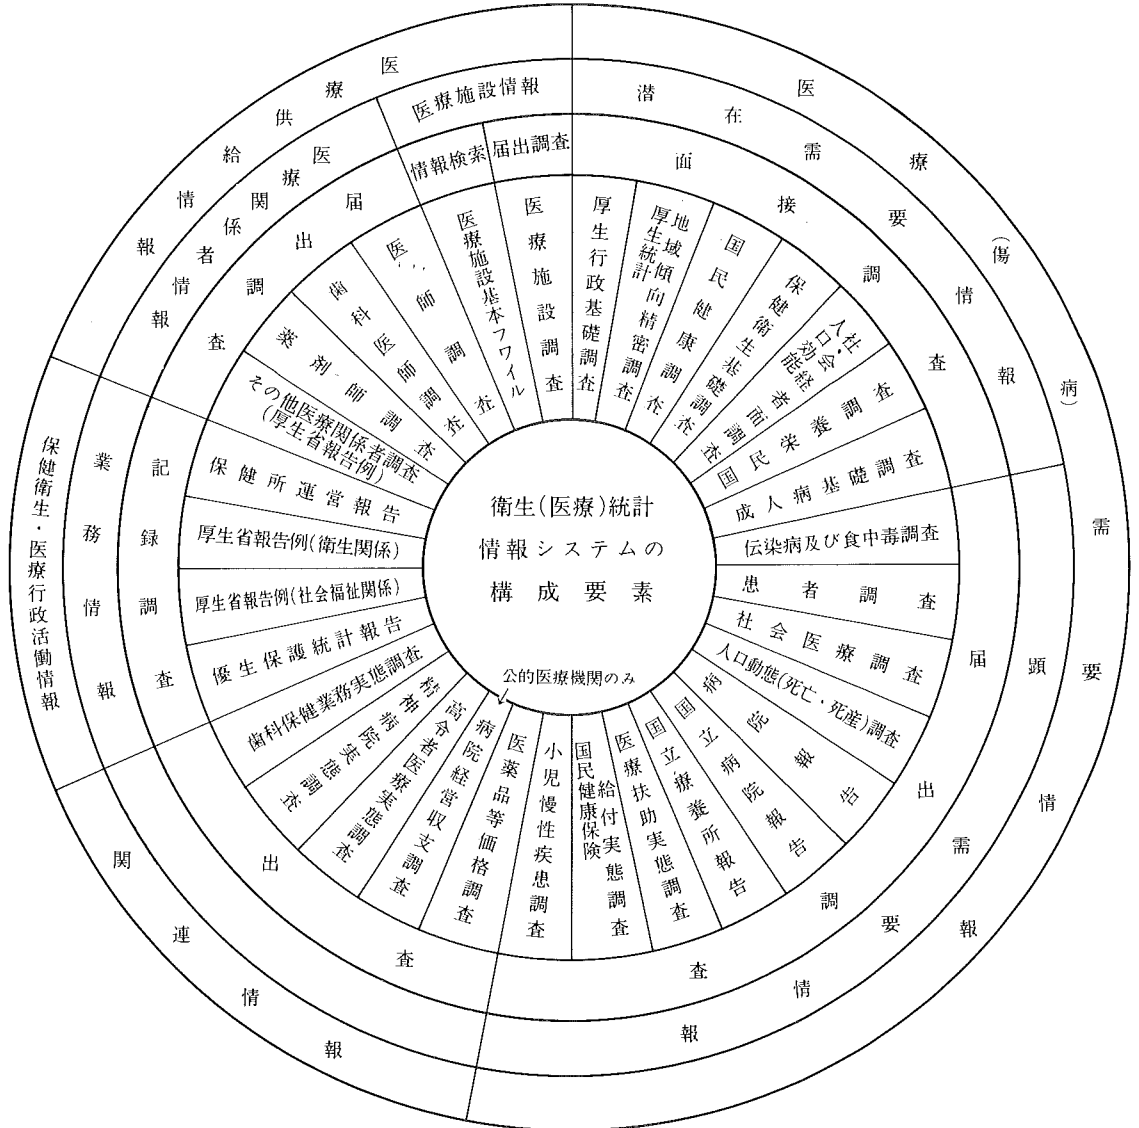 衛生(医療)統計
情報システムの
構成要素
公的医療機関のみ
医療(傷病)需要
潜在需要情報
面接調査
厚生行政基礎調査
厚生統計地域傾向精密調査
国民健康調査
保健衛生基礎調査
社会・経済面調査
国民栄養調査
成人病基礎調査
顕需要情報
届出調査
伝染病及び食中毒調査
患者調査
社会医療調査
人口動態(死亡・死産)調査
病院報告
国立病院報告
国立療養所報告
医療扶助実態調査
国民健康保険給付実態調査
小児慢性疾患調査
関連情報
出査
医薬品等価格調査
病院経営収支調査
高令者医療実態調査
精神病院実態調査
歯科保健業務実態調査
保健衛生・医療行政活働情報
業務情報
記録調査
優生保護統計報告
厚生省報告例(社会福祉関係)
厚生省報告例(衛生関係)
保健所運営報告
医療供給情報
医療関係者情報
届出調査
その他医療関係者調査
(厚生省報告例)
薬剤師調査
歯科医師調査
医師調査
医療施設情報
情報検索
医療施設基本フワイル
届出調査
医療施設調査